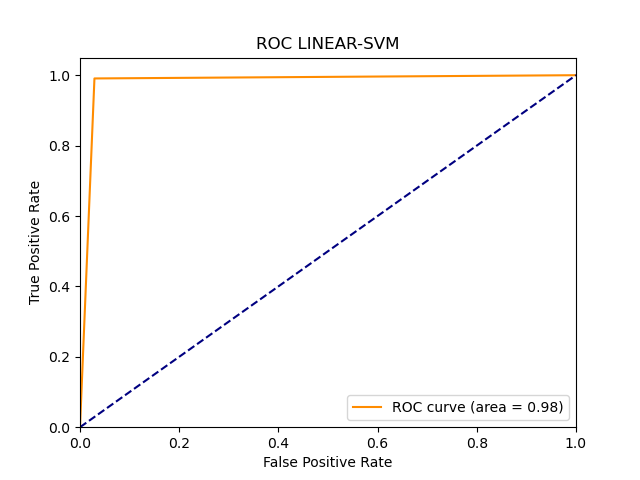 ROC LINEAR-SVM
1.0
0.8
0.6
0.4
0.2
0.0
True Positive Rate
ROC curve (area = 0.98)
0.0 0.2 0.4 0.6 0.8 1.0
False Positive Rate